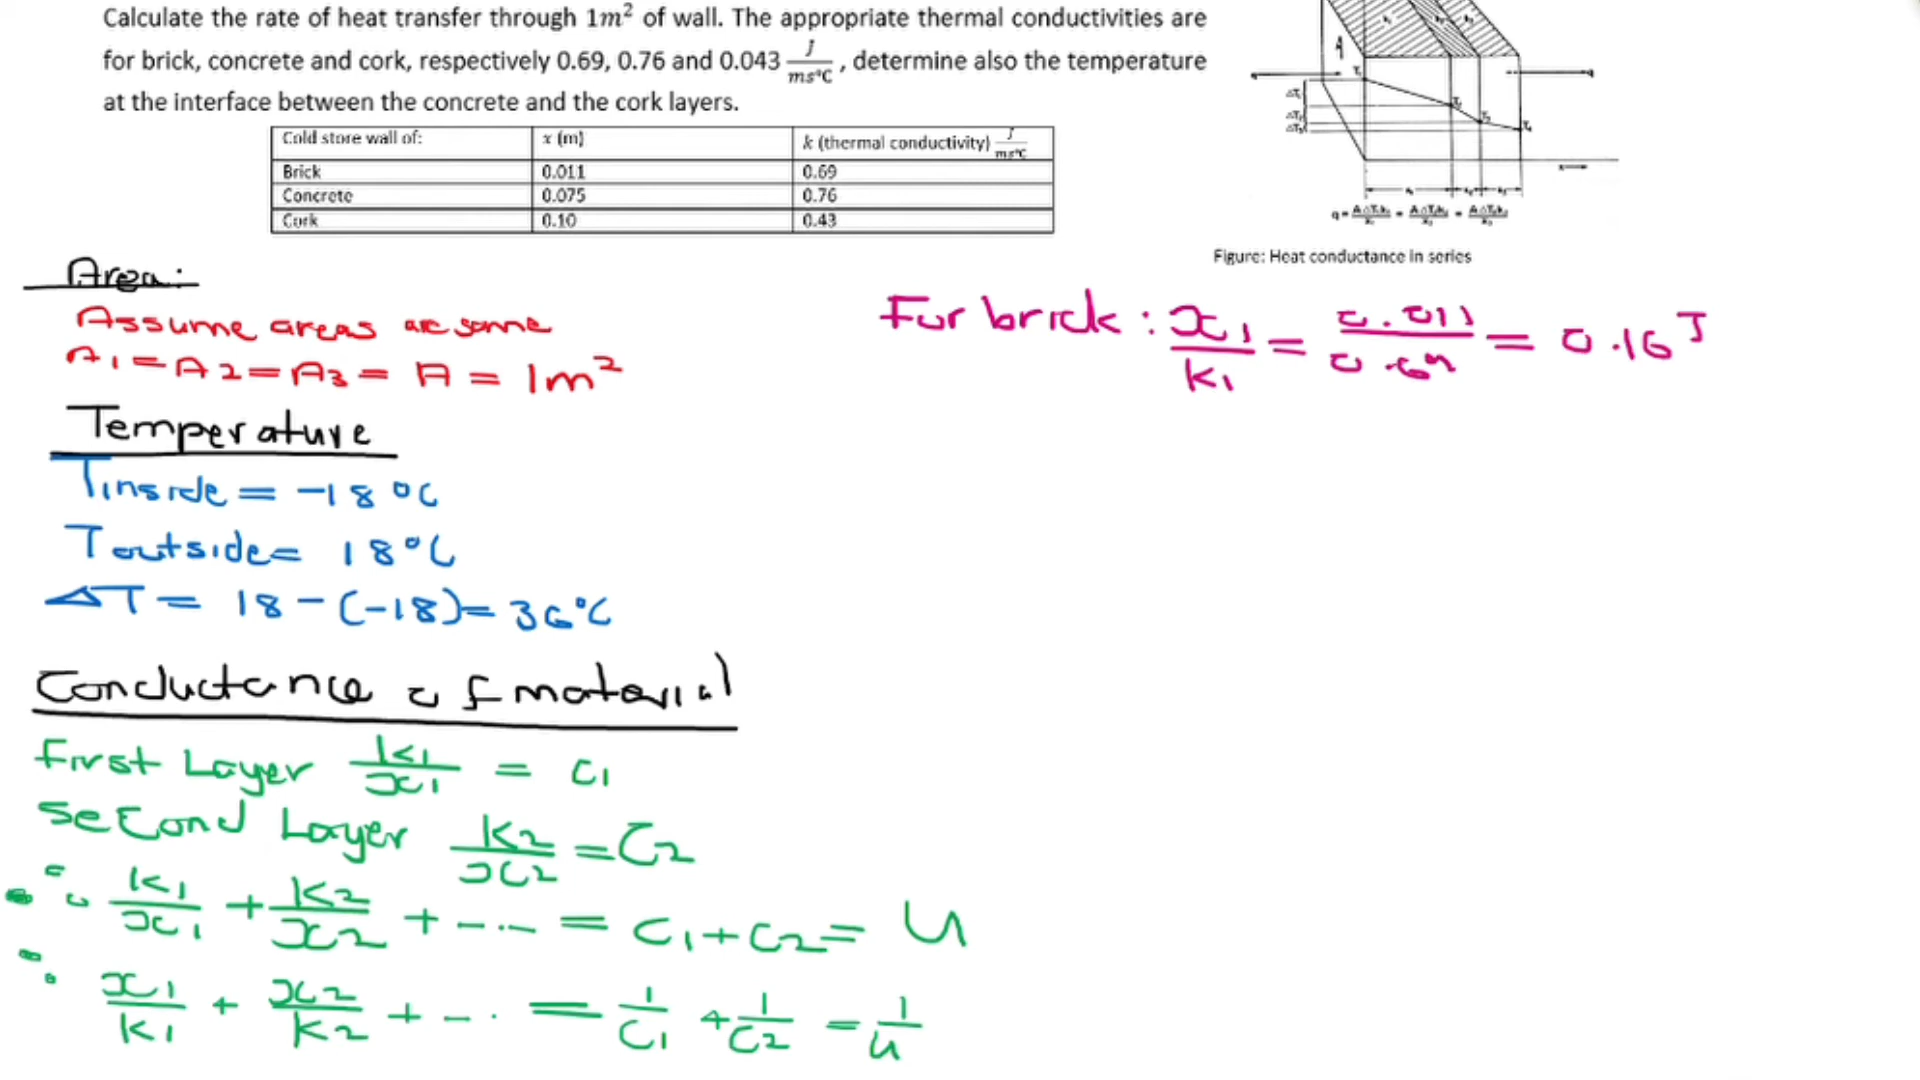 Calculate the rate of heat transfer through 1m² of wall. The appropriate thermal conductivities are
for brick, concrete and cork, respectively 0.69, 0.76 and 0.043 J/ms°C , determine also the temperature
at the interface between the concrete and the cork layers.
Cold store wall of: x (m) k (thermal conductivity) J/ms°C
Brick 0.011 0.69
Concrete 0.075 0.76
Cork 0.10 0.43
Figure: Heat conductance in series
Area:
Assume areas are same
A1 = A2 = A3 = A = 1m²
Temperature
Tinside = -18°C
Toutside = 18°C
ΔT = 18 - (-18) = 36°C
Conductance of material
First Layer k1/x1 = C1
Second Layer k2/x2 = C2
∴ k1/x1 + k2/x2 + ---- = C1 + C2 = U
∴ x1/k1 + x2/k2 + --. = 1/C1 + 1/C2 = 1/U
For brick: x1/k1 = 0.011/0.69 = 0.16 J